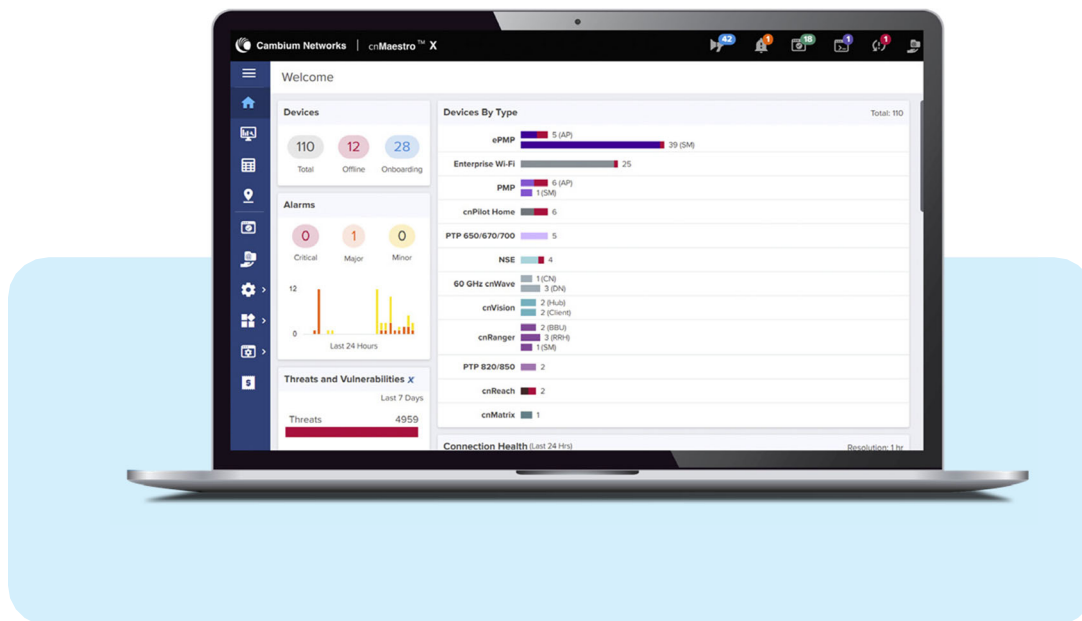 Cambium Networks | cnMaestro™ X
42
1
18
1
1
Welcome
Devices
110
12
28
Total
Offline
Onboarding
Alarms
0
1
0
Critical
Major
Minor
12
0
Last 24 Hours
Threats and Vulnerabilities X
Last 7 Days
Threats 4959
Devices By Type
Total: 110
ePMP
5 (AP)
39 (SM)
Enterprise Wi-Fi
25
PMP
6 (AP)
1 (SM)
cnPilot Home
6
PTP 650/670/700
5
NSE
4
60 GHz cnWave
1 (CN)
3 (DN)
cnVision
2 (Hub)
2 (Client)
cnRanger
2 (BBU)
3 (RRH)
1 (SM)
PTP 820/850
2
cnReach
2
cnMatrix
1
Connection Health (Last 24 Hrs)
Resolution: 1 hr